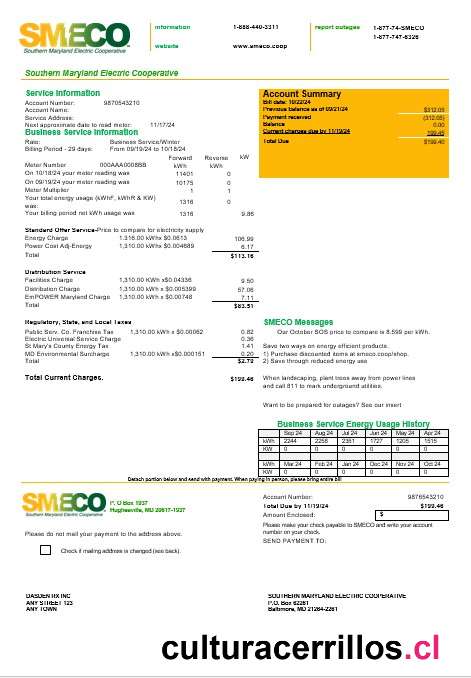 SMECO
Southern Maryland Electric Cooperative
information 1-888-440-3311
website www.smeco.coop
report outages 1-877-74-SMECO
1-877-747-6326
Southern Maryland Electric Cooperative
Service Information
Account Number: 9870543210
Account Name:
Service Address:
Next approximate date to read meter: 11/17/24
Account Summary
Bill date: 10/22/24
Previous balance as of 09/21/24 $312.05
Payment received (312.05)
Balance 0.00
Current charges due by 11/19/24 199.46
Total Due $199.46
Business Service Information
Rate: Business Service/Winter
Billing Period - 29 days: From 09/19/24 to 10/18/24
Forward Reverse kW
Meter Number 000AAA0008BB kWh kWh
On 10/18/24 your meter reading was 11401 0
On 09/19/24 your meter reading was 10175 0
Meter Multiplier 1 1
Your total energy usage (kWhF, kWhR & KW) was: 1316 0
Your billing period net kWh usage was 1316 9.86
Standard Offer Service-Price to compare for electricity supply
Energy Charge 1,316.00 kWhx $0.0613 106.99
Power Cost Adj-Energy 1,310.00 kWhx $0.004689 6.17
Total $113.16
Distribution Service
Facilities Charge 1,310.00 KWh x$0.04336 9.50
Distribution Charge 1,310.00 KWh x$0.005399 57.06
EmPOWER Maryland Charge 1,310.00 KWh x$0.00748 7.11
Total $83.51
Regulatory, State, and Local Taxes
Public Serv. Co. Franchise Tax 1,310.00 kWh x $0.00062 0.82
Electric Universal Service Charge 0.36
St Mary's County Energy Tax 1.41
MD Environmental Surcharge 1,310.00 kWh x$0.000151 0.20
Total $2.79
Total Current Charges. $199.46
SMECO Messages
Our October SOS price to compare is 8.599 per kWh.
Save two ways on energy efficient products.
1) Purchase discounted items at smeco.coop/shop.
2) Save through reduced energy use
When landscaping, plant trees away from power lines
and call 811 to mark underground utilities.
Want to be prepared for outages? See our insert
Business Service Energy Usage History
Sep 24 Aug 24 Jul 24 Jun 24 May 24 Apr 24
kWh 2244 2258 2361 1727 1205 1515
KW 0 0 0 0 0 0
Mar 24 Feb 24 Jan 24 Dec 24 Nov 24 Oct 24
kWh 0 0 0 0 0 0
KW 0 0 0 0 0 0
Detach portion below and send with payment. When paying in person, please bring entire bill
SMECO
Southern Maryland Electric Cooperative
P. O Box 1937
Hughesville, MD 20617-1937
Please do not mail your payment to the address above.
Check if mailing address is changed (see back).
Account Number: 9876543210
Total Due by 11/19/24 $199.46
Amount Enclosed: $
Please make your check payable to SMECO and write your account
number on your check.
SEND PAYMENT TO:
DASDEN RX INC
ANY STREET 123
ANY TOWN
SOUTHERN MARYLAND ELECTRIC COOPERATIVE
P.O. Box 62261
Baltimore, MD 21264-2261
culturacerrillos.cl